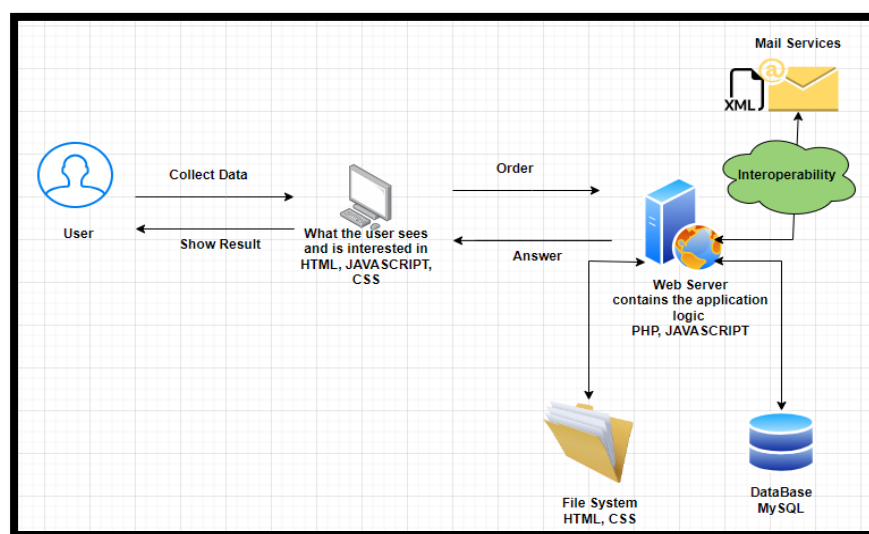 Mail Services
@
XML
Interoperability
Collect Data
Order
User
Show Result
What the user sees
and is interested in
HTML, JAVASCRIPT,
CSS
Answer
Web Server
contains the application
logic
PHP, JAVASCRIPT
File System
HTML, CSS
DataBase
MySQL